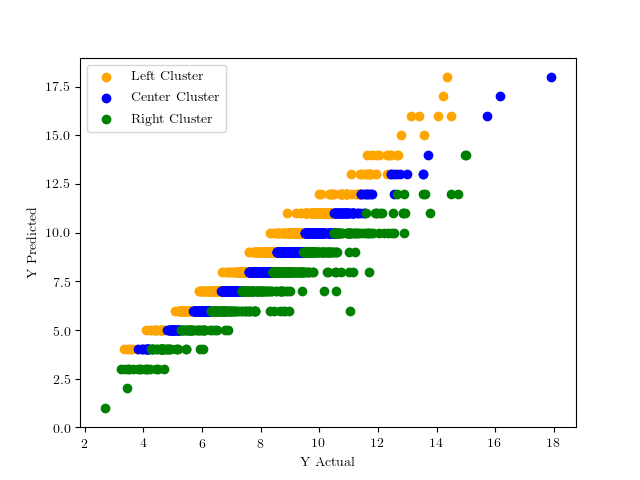 Left Cluster
Center Cluster
Right Cluster
17.5
15.0
12.5
10.0
7.5
5.0
2.5
0.0
Y Predicted
2 4 6 8 10 12 14 16 18
Y Actual